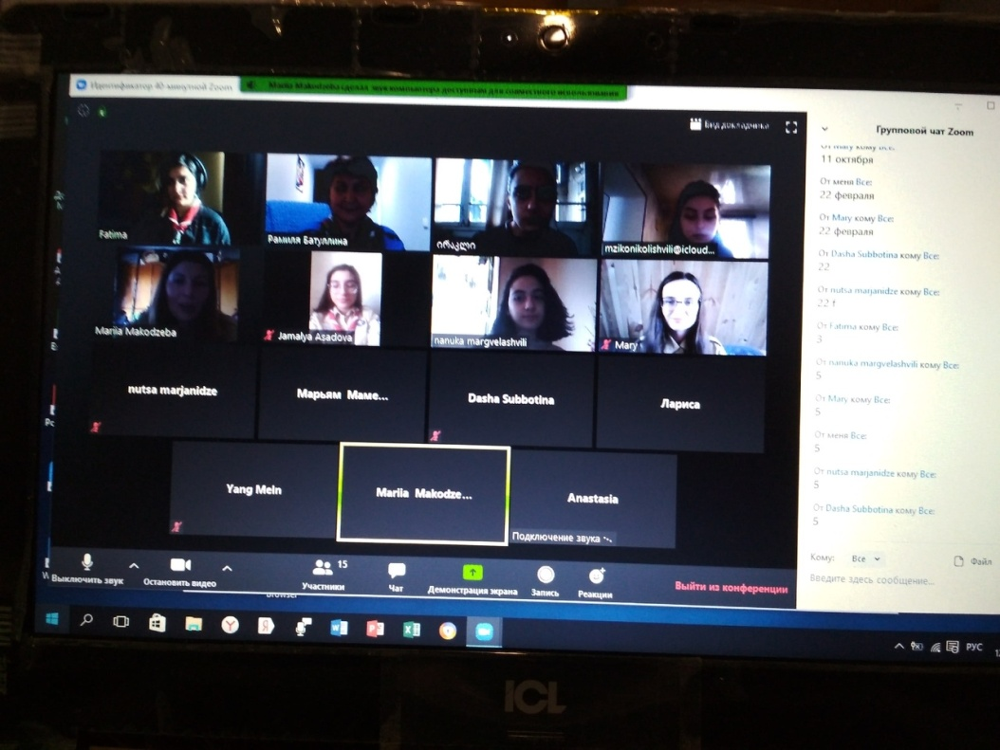 Идентификатор 40-минутной Zoom
Mariia Makodzeba сделал звук компьютера доступным для совместного использования
Вид докладчика
Fatima
Рамиля Батуллина
ირაკლი
mzikonikolishvili@icloud...
Mariia Makodzeba
Jamalya Asadova
nanuka margvelashvili
Mary
nutsa marjanidze
Марьям Маме...
Dasha Subbotina
Лариса
Yang Meln
Mariia Makodze...
Anastasia
Подключение звука
Выключить звук
Остановить видео
Участники
15
Чат
Демонстрация экрана
Запись
Реакции
Выйти из конференции
Групповой чат Zoom
От Mary кому Все:
11 октября
От меня Все:
22 февраля
От Mary кому Все:
22 февраля
От Dasha Subbotina кому Все:
22
От nutsa marjanidze кому Все:
22 f
От Fatima кому Все:
3
От nanuka margvelashvili кому Все:
5
От Mary кому Все:
5
От меня Все:
5
От nutsa marjanidze кому Все:
5
От Dasha Subbotina кому Все:
5
Кому: Все
Файл
Введите здесь сообщение...
РУС
ICL